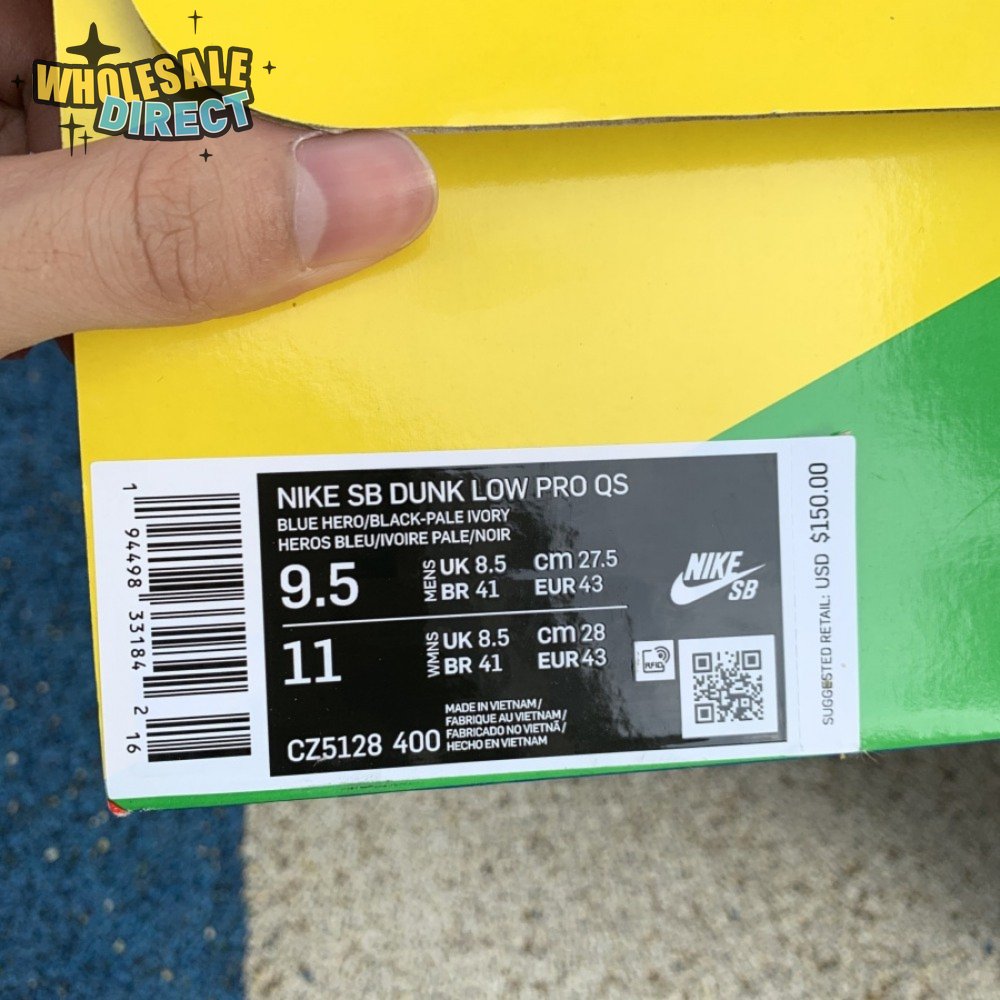 WHOLESALE
DIRECT
NIKE SB DUNK LOW PRO QS
BLUE HERO/BLACK-PALE IVORY
HEROS BLEU/IVOIRE PALE/NOIR
9.5 MENS UK 8.5 cm 27.5
BR 41 EUR 43
11 WMNS UK 8.5 cm 28
BR 41 EUR 43
NIKE
SB
RFID
CZ5128 400
MADE IN VIETNAM/
FABRIQUE AU VIETNAM/
FABRICADO NO VIETNÃ/
HECHO EN VIETNAM
1 94498 33184 2 16
SUGGESTED RETAIL: USD $150.00